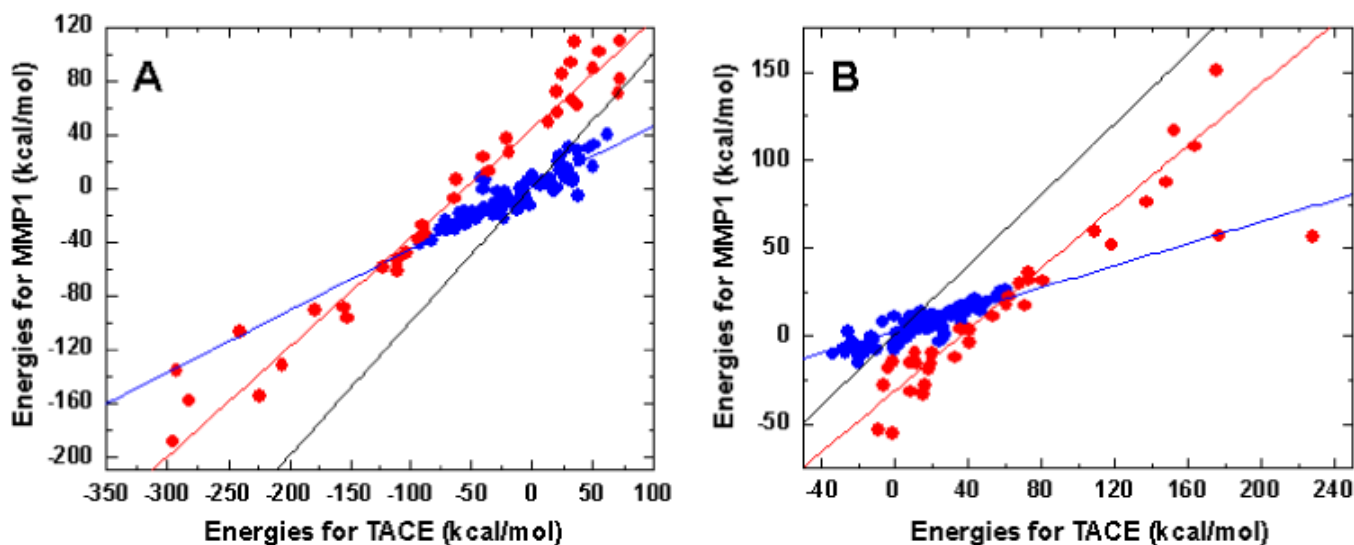 A
120
80
40
0
-40
-80
-120
-160
-200
Energies for MMP1 (kcal/mol)
-350 -300 -250 -200 -150 -100 -50 0 50 100
Energies for TACE (kcal/mol)
B
150
100
50
0
-50
Energies for MMP1 (kcal/mol)
-40 0 40 80 120 160 200 240
Energies for TACE (kcal/mol)